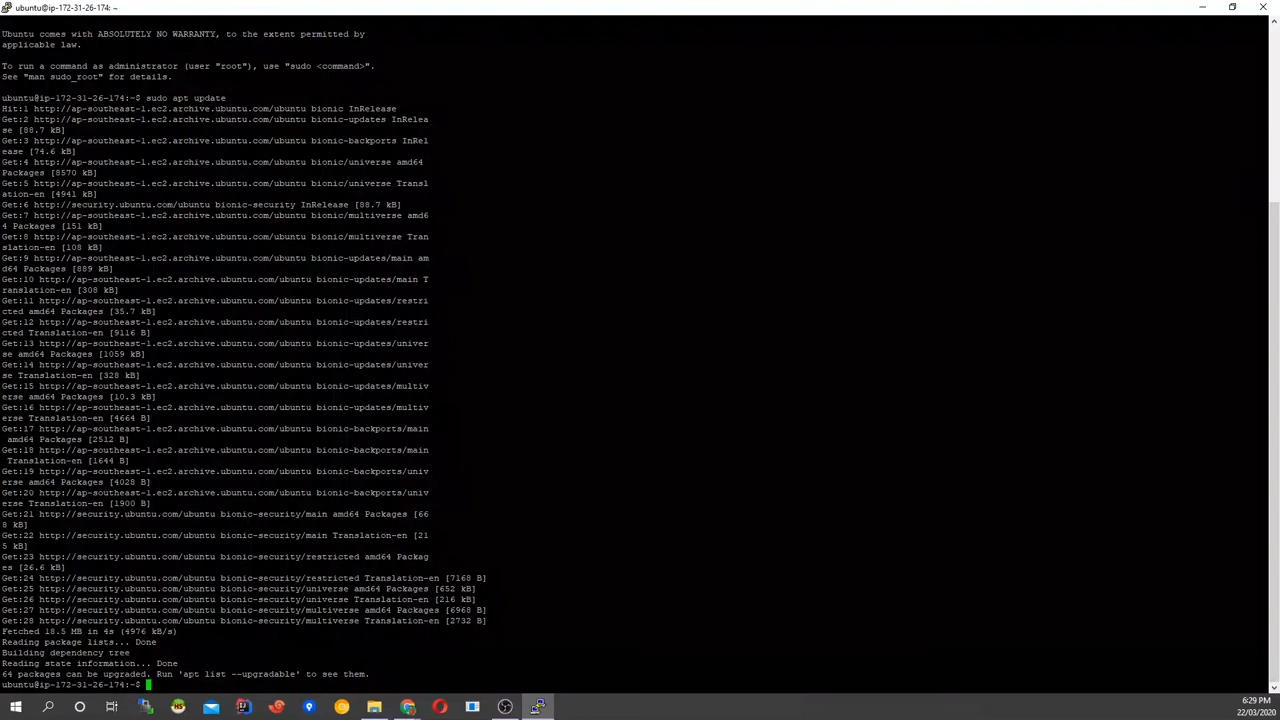 ubuntu@ip-172-31-26-174: ~
Ubuntu comes with ABSOLUTELY NO WARRANTY, to the extent permitted by
applicable law.
To run a command as administrator (user "root"), use "sudo <command>".
See "man sudo_root" for details.
ubuntu@ip-172-31-26-174:~$ sudo apt update
Hit:1 http://ap-southeast-1.ec2.archive.ubuntu.com/ubuntu bionic InRelease
Get:2 http://ap-southeast-1.ec2.archive.ubuntu.com/ubuntu bionic-updates InRelea
se [88.7 kB]
Get:3 http://ap-southeast-1.ec2.archive.ubuntu.com/ubuntu bionic-backports InRel
ease [74.6 kB]
Get:4 http://ap-southeast-1.ec2.archive.ubuntu.com/ubuntu bionic/universe amd64
Packages [8570 kB]
Get:5 http://ap-southeast-1.ec2.archive.ubuntu.com/ubuntu bionic/universe Transl
ation-en [4941 kB]
Get:6 http://security.ubuntu.com/ubuntu bionic-security InRelease [88.7 kB]
Get:7 http://ap-southeast-1.ec2.archive.ubuntu.com/ubuntu bionic/multiverse amd6
4 Packages [151 kB]
Get:8 http://ap-southeast-1.ec2.archive.ubuntu.com/ubuntu bionic/multiverse Tran
slation-en [108 kB]
Get:9 http://ap-southeast-1.ec2.archive.ubuntu.com/ubuntu bionic-updates/main am
d64 Packages [889 kB]
Get:10 http://ap-southeast-1.ec2.archive.ubuntu.com/ubuntu bionic-updates/main T
ranslation-en [308 kB]
Get:11 http://ap-southeast-1.ec2.archive.ubuntu.com/ubuntu bionic-updates/restri
cted amd64 Packages [35.7 kB]
Get:12 http://ap-southeast-1.ec2.archive.ubuntu.com/ubuntu bionic-updates/restri
cted Translation-en [9116 B]
Get:13 http://ap-southeast-1.ec2.archive.ubuntu.com/ubuntu bionic-updates/univer
se amd64 Packages [1059 kB]
Get:14 http://ap-southeast-1.ec2.archive.ubuntu.com/ubuntu bionic-updates/univer
se Translation-en [328 kB]
Get:15 http://ap-southeast-1.ec2.archive.ubuntu.com/ubuntu bionic-updates/multiv
erse amd64 Packages [10.3 kB]
Get:16 http://ap-southeast-1.ec2.archive.ubuntu.com/ubuntu bionic-updates/multiv
erse Translation-en [4664 B]
Get:17 http://ap-southeast-1.ec2.archive.ubuntu.com/ubuntu bionic-backports/main
 amd64 Packages [2512 B]
Get:18 http://ap-southeast-1.ec2.archive.ubuntu.com/ubuntu bionic-backports/main
 Translation-en [1644 B]
Get:19 http://ap-southeast-1.ec2.archive.ubuntu.com/ubuntu bionic-backports/univ
erse amd64 Packages [4028 B]
Get:20 http://ap-southeast-1.ec2.archive.ubuntu.com/ubuntu bionic-backports/univ
erse Translation-en [1900 B]
Get:21 http://security.ubuntu.com/ubuntu bionic-security/main amd64 Packages [66
8 kB]
Get:22 http://security.ubuntu.com/ubuntu bionic-security/main Translation-en [21
5 kB]
Get:23 http://security.ubuntu.com/ubuntu bionic-security/restricted amd64 Packag
es [26.6 kB]
Get:24 http://security.ubuntu.com/ubuntu bionic-security/restricted Translation-en [7168 B]
Get:25 http://security.ubuntu.com/ubuntu bionic-security/universe amd64 Packages [652 kB]
Get:26 http://security.ubuntu.com/ubuntu bionic-security/universe Translation-en [216 kB]
Get:27 http://security.ubuntu.com/ubuntu bionic-security/multiverse amd64 Packages [6968 B]
Get:28 http://security.ubuntu.com/ubuntu bionic-security/multiverse Translation-en [2732 B]
Fetched 18.5 MB in 4s (4976 kB/s)
Reading package lists... Done
Building dependency tree
Reading state information... Done
64 packages can be upgraded. Run 'apt list --upgradable' to see them.
ubuntu@ip-172-31-26-174:~$
6:29 PM
22/03/2020